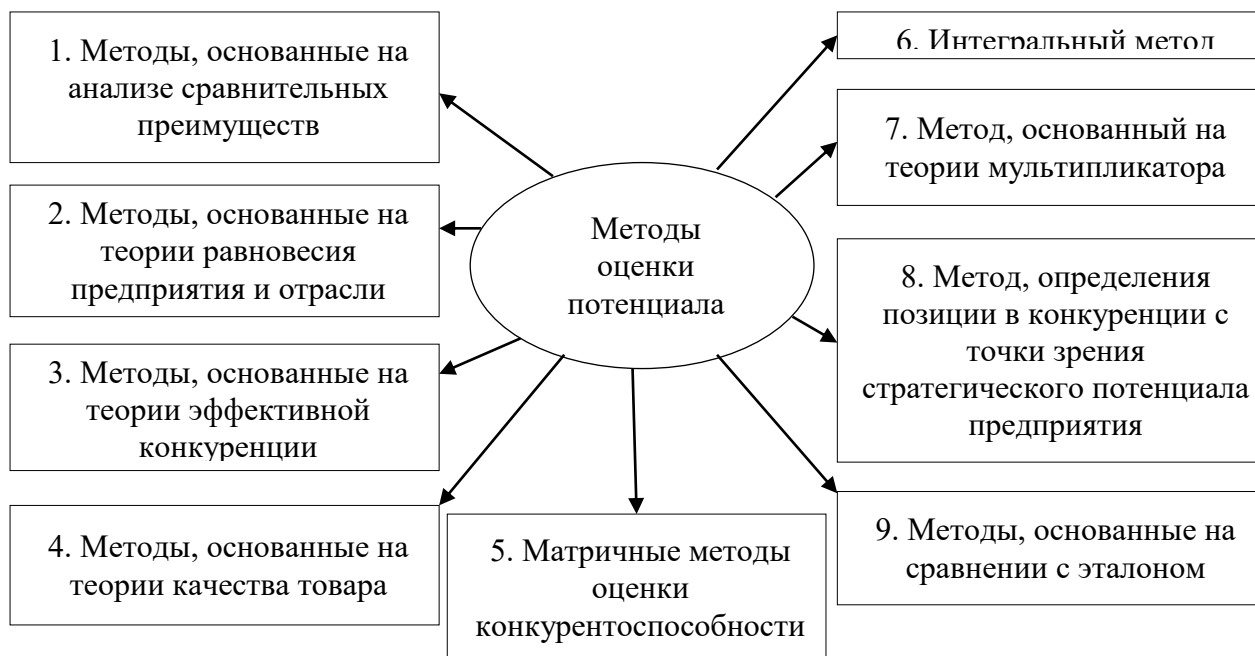 1. Методы, основанные на
анализе сравнительных
преимуществ
2. Методы, основанные на
теории равновесия
предприятия и отрасли
3. Методы, основанные на
теории эффективной
конкуренции
4. Методы, основанные на
теории качества товара
Методы
оценки
потенциала
5. Матричные методы
оценки
конкурентоспособности
6. Интегральный метод
7. Метод, основанный на
теории мультипликатора
8. Метод, определения
позиции в конкуренции с
точки зрения
стратегического потенциала
предприятия
9. Методы, основанные на
сравнении с эталоном